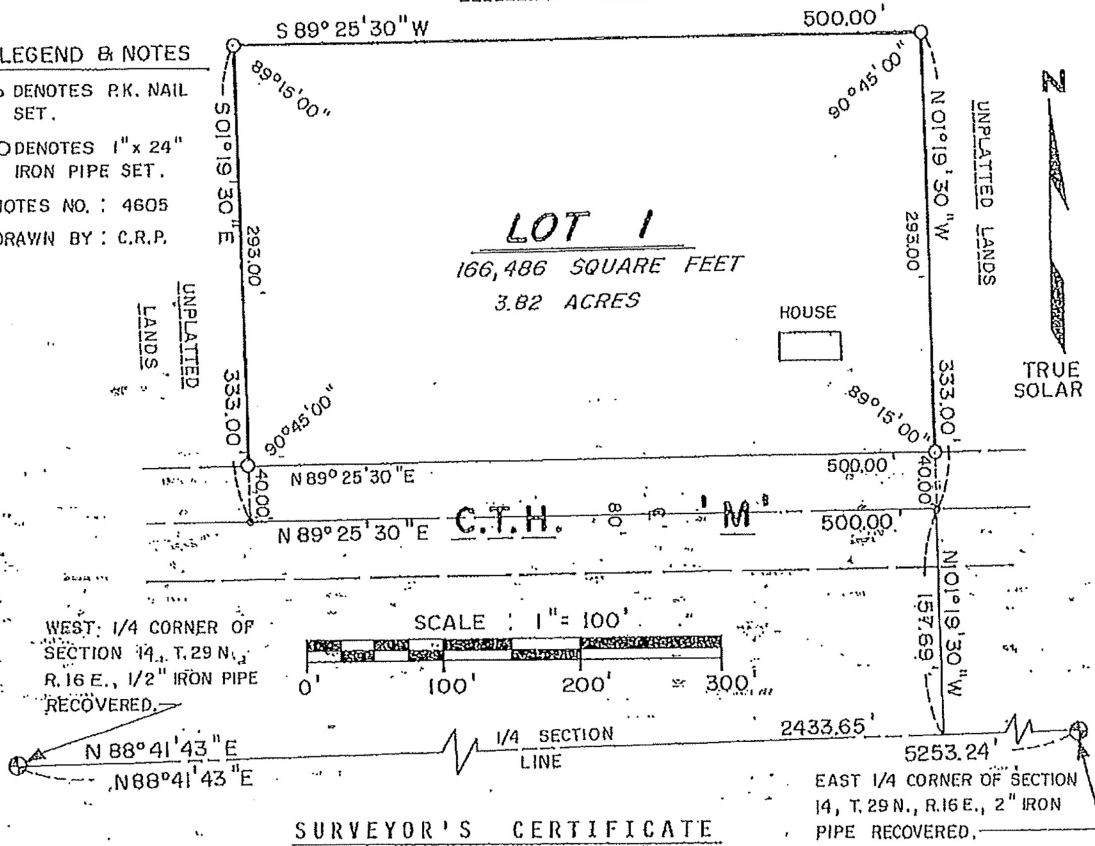 S 89° 25' 30" W
500.00'
LEGEND & NOTES
DENOTES P.K. NAIL
SET.
DENOTES 1" x 24"
IRON PIPE SET.
NOTES NO. : 4605
DRAWN BY : C.R.P.
89°15'00"
90°45'00"
S 01° 19' 30" E
293.00'
333.00'
UNPLATTED
LANDS
LOT 1
166,486 SQUARE FEET
3.82 ACRES
HOUSE
N 01° 19' 30" W
293.00'
333.00'
UNPLATTED LANDS
N
TRUE
SOLAR
90°45'00"
89°15'00"
N 89° 25' 30" E
500.00'
40.00'
40.00'
N 89° 25' 30" E
C.T.H.
80'
'M'
500.00'
N 01° 19' 30" W
157.69'
WEST: 1/4 CORNER OF
SECTION 14, T. 29 N.,
R. 16 E., 1/2" IRON PIPE
RECOVERED.
SCALE : 1" = 100'
0'
100'
200'
300'
N 88° 41' 43" E
N 88° 41' 43" E
1/4 SECTION
LINE
2433.65'
5253.24'
EAST 1/4 CORNER OF SECTION
14, T. 29 N., R. 16 E., 2" IRON
PIPE RECOVERED.
SURVEYOR'S CERTIFICATE